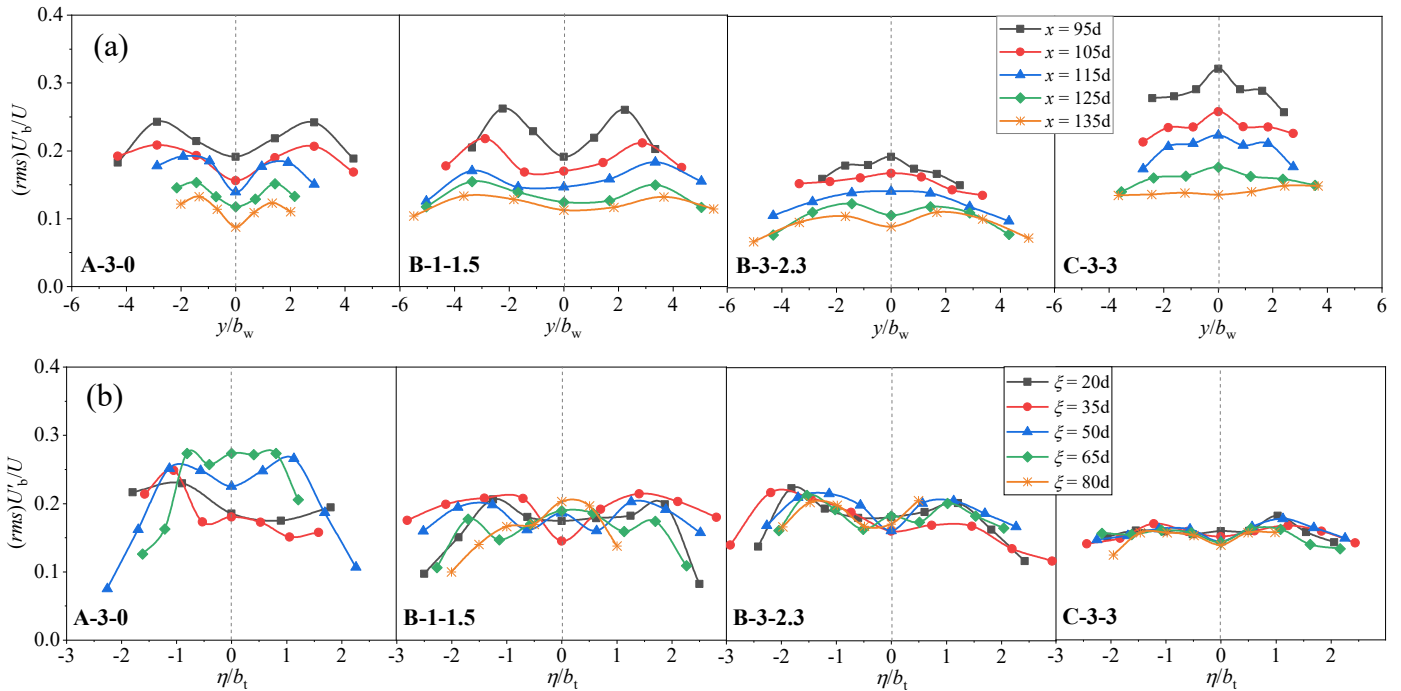 0.4
0.3
0.2
0.1
0.0
(rms)U'b/U
(a)
A-3-0
B-1-1.5
B-3-2.3
C-3-3
x = 95d
x = 105d
x = 115d
x = 125d
x = 135d
-6 -4 -2 0 2 4 -6 -4 -2 0 2 4 -6 -4 -2 0 2 4 -6 -4 -2 0 2 4 6
y/bw y/bw y/bw y/bw
0.4
0.3
0.2
0.1
0.0
(rms)U'b/U
(b)
A-3-0
B-1-1.5
B-3-2.3
C-3-3
ξ = 20d
ξ = 35d
ξ = 50d
ξ = 65d
ξ = 80d
-3 -2 -1 0 1 2 -3 -2 -1 0 1 2 -3 -2 -1 0 1 2 -3 -2 -1 0 1 2
η/bt η/bt η/bt η/bt